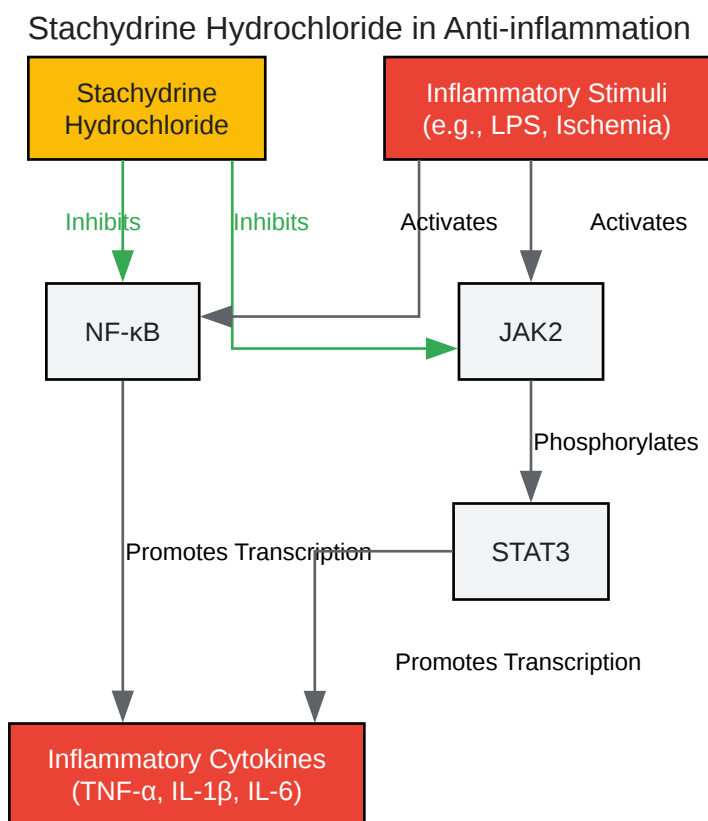 Stachydrine Hydrochloride in Anti-inflammation
Stachydrine
Hydrochloride
Inflammatory Stimuli
(e.g., LPS, Ischemia)
Inhibits
Inhibits
Activates
Activates
NF-κB
JAK2
Phosphorylates
STAT3
Promotes Transcription
Promotes Transcription
Inflammatory Cytokines
(TNF-α, IL-1β, IL-6)